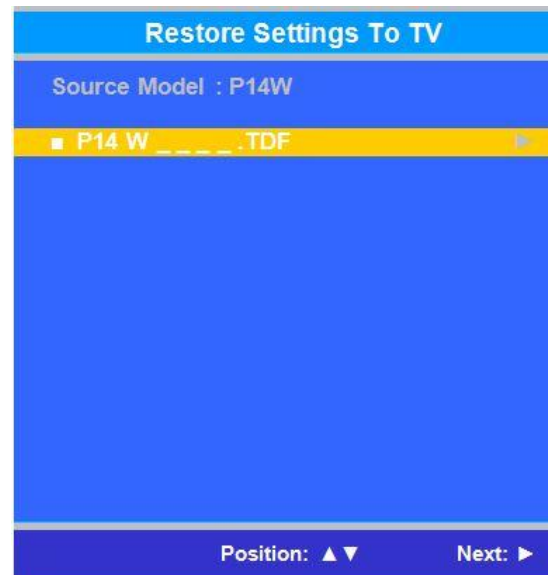 Restore Settings To TV
Source Model : P14W
■ P14 W _ _ _ _ .TDF ►
Position: ▲▼ Next: ►